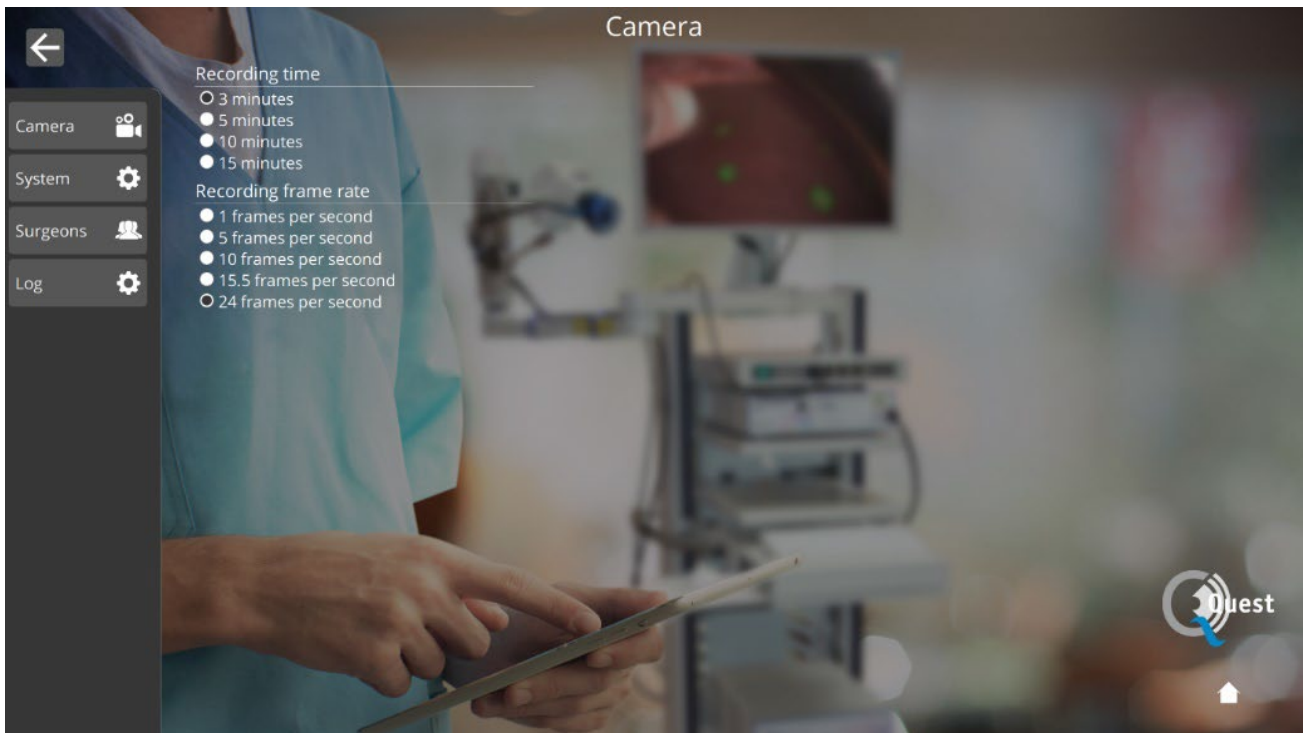 Camera
Camera
System
Surgeons
Log
Recording time
3 minutes
5 minutes
10 minutes
15 minutes
Recording frame rate
1 frames per second
5 frames per second
10 frames per second
15.5 frames per second
24 frames per second
Quest